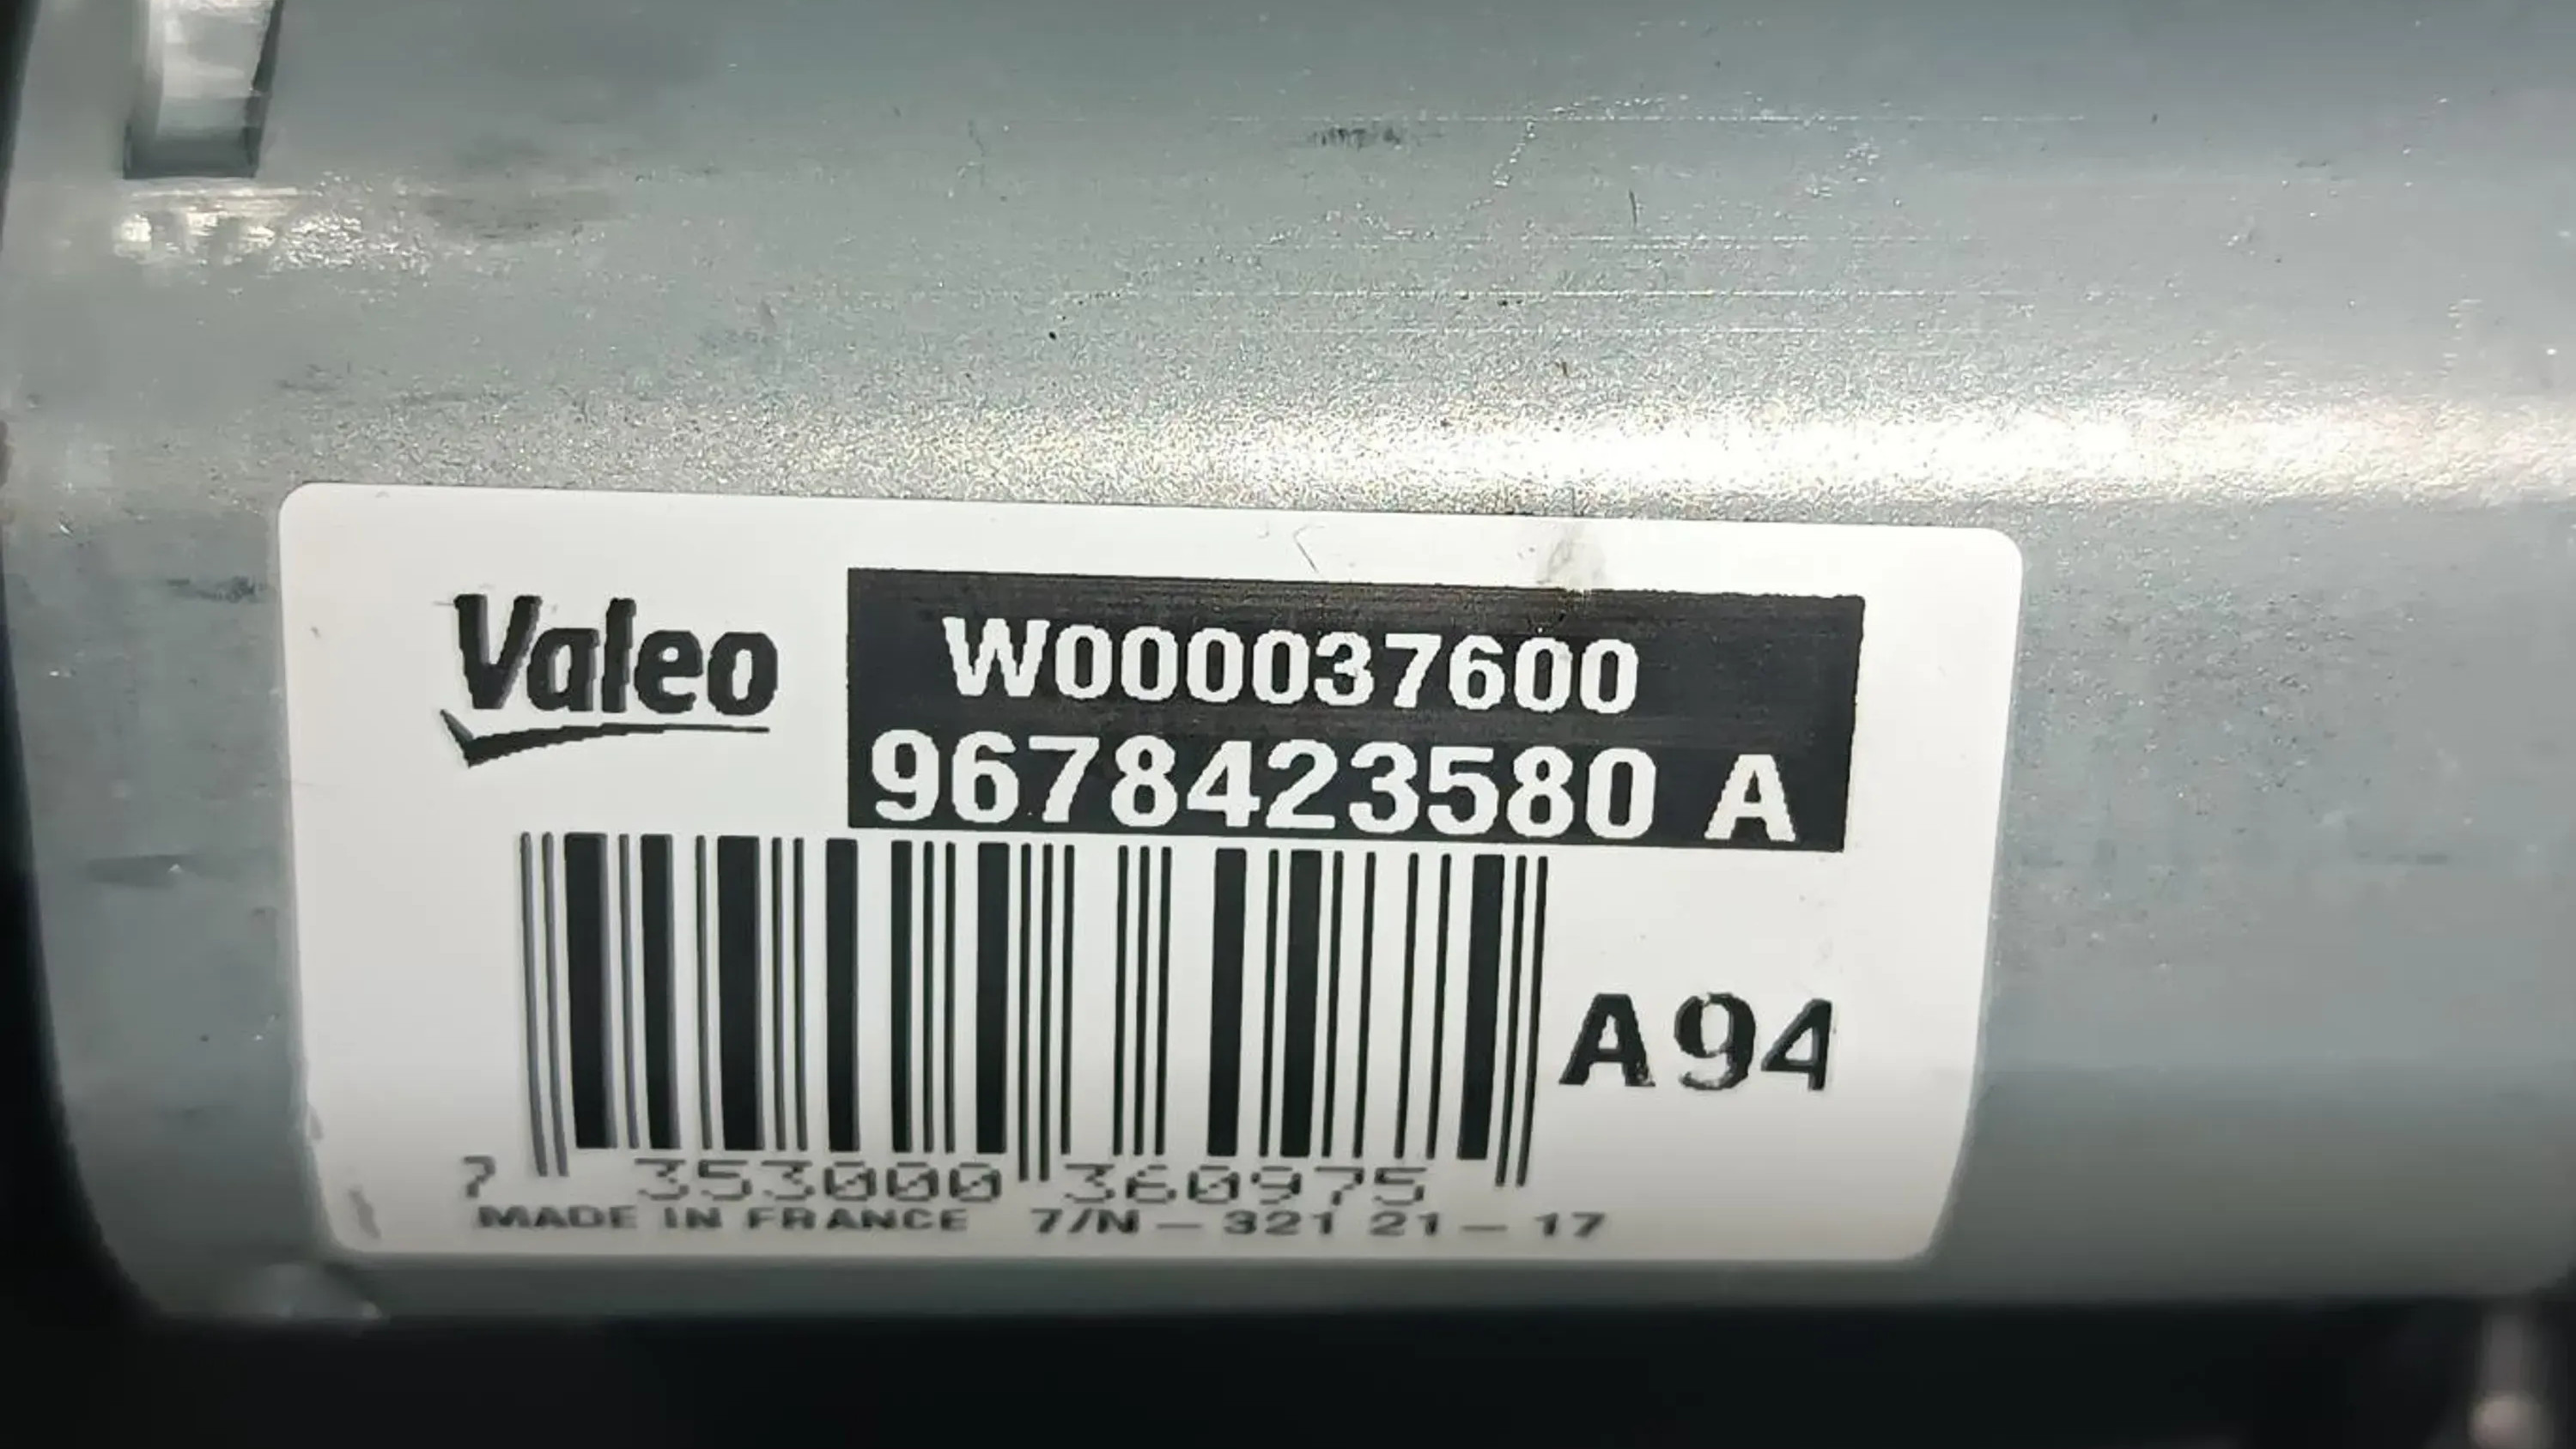 Valeo
W000037600
9678423580 A
A94
7 353000 360975
MADE IN FRANCE 7/N - 321 21 - 17